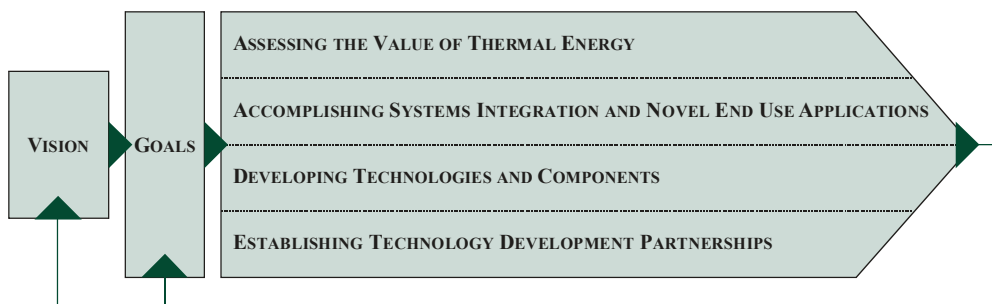 ASSESSING THE VALUE OF THERMAL ENERGY
ACCOMPLISHING SYSTEMS INTEGRATION AND NOVEL END USE APPLICATIONS
VISION
GOALS
DEVELOPING TECHNOLOGIES AND COMPONENTS
ESTABLISHING TECHNOLOGY DEVELOPMENT PARTNERSHIPS